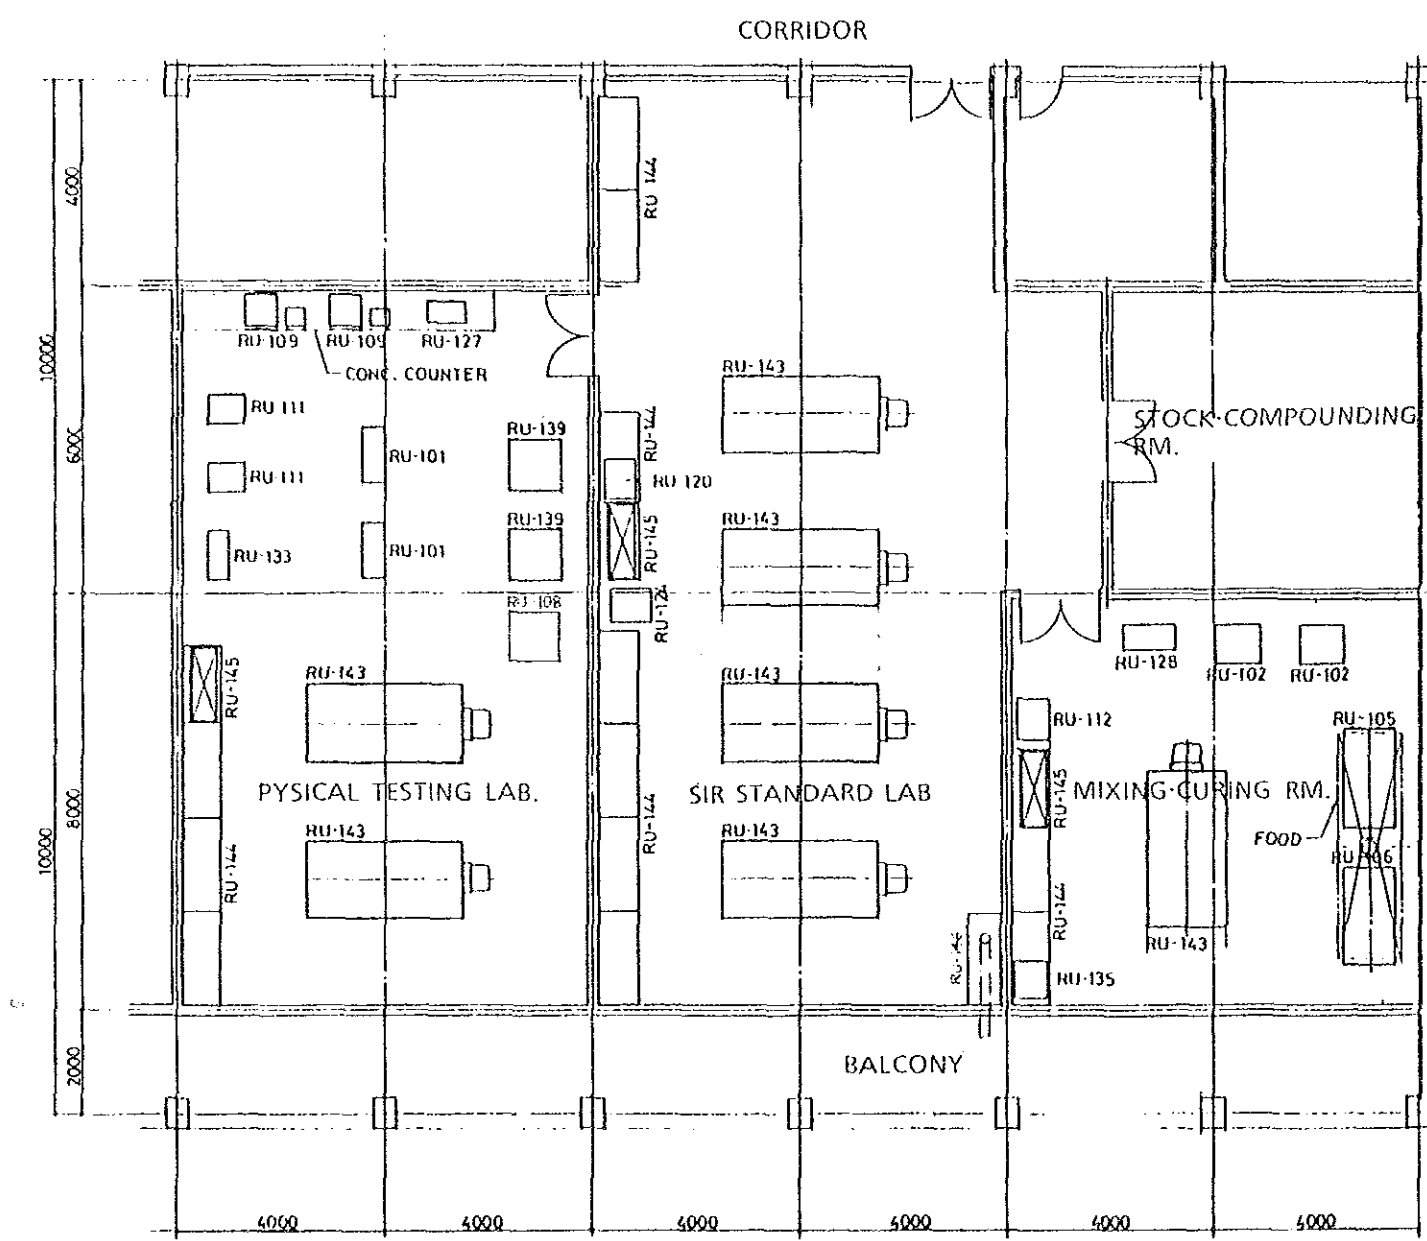 CORRIDOR
4000
RU 144
RU-109
RU-109
RU-127
CONC. COUNTER
10000
RU-143
RU-111
RU-144
STOCK·COMPOUNDING
RM.
6000
RU-139
RU-101
RU-111
RU 120
RU-139
RU-143
RU-145
RU-133
RU-101
RU-108
RU-124
RU-145
RU-143
RU-143
RU-128
RU-102
RU-102
RU-112
RU-105
PYSICAL TESTING LAB.
SIR STANDARD LAB
RU-145
MIXING·CURING RM.
8000
10000
RU-143
RU-144
RU-143
RU-144
FOOD
RU-106
RU-144
RU-143
RU-135
2000
BALCONY
4000
4000
4000
4000
4000
4000